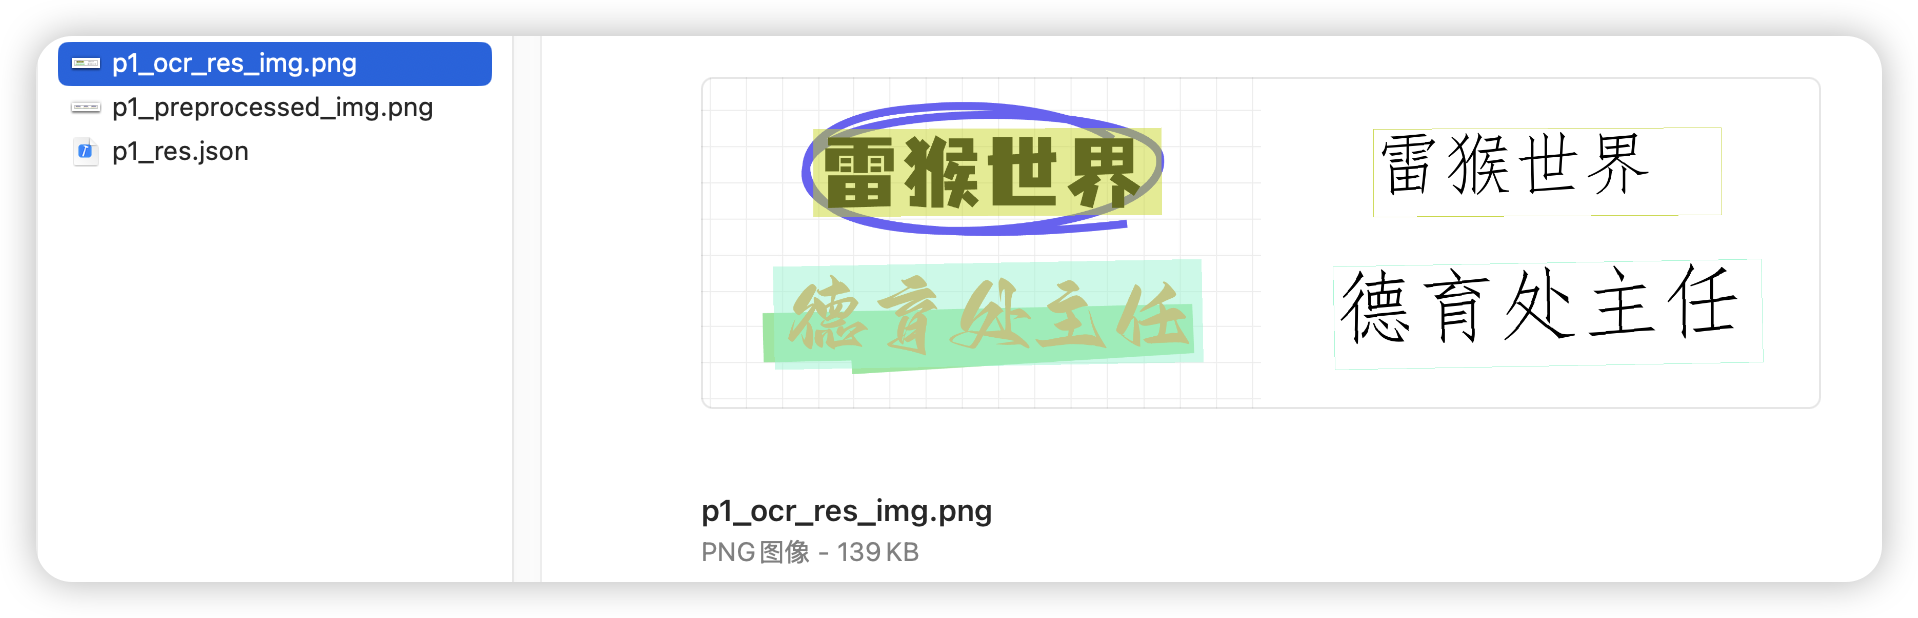 p1_ocr_res_img.png
p1_preprocessed_img.png
p1_res.json
雷猴世界
雷猴世界
德育处主任
德育处主任
p1_ocr_res_img.png
PNG图像 - 139 KB